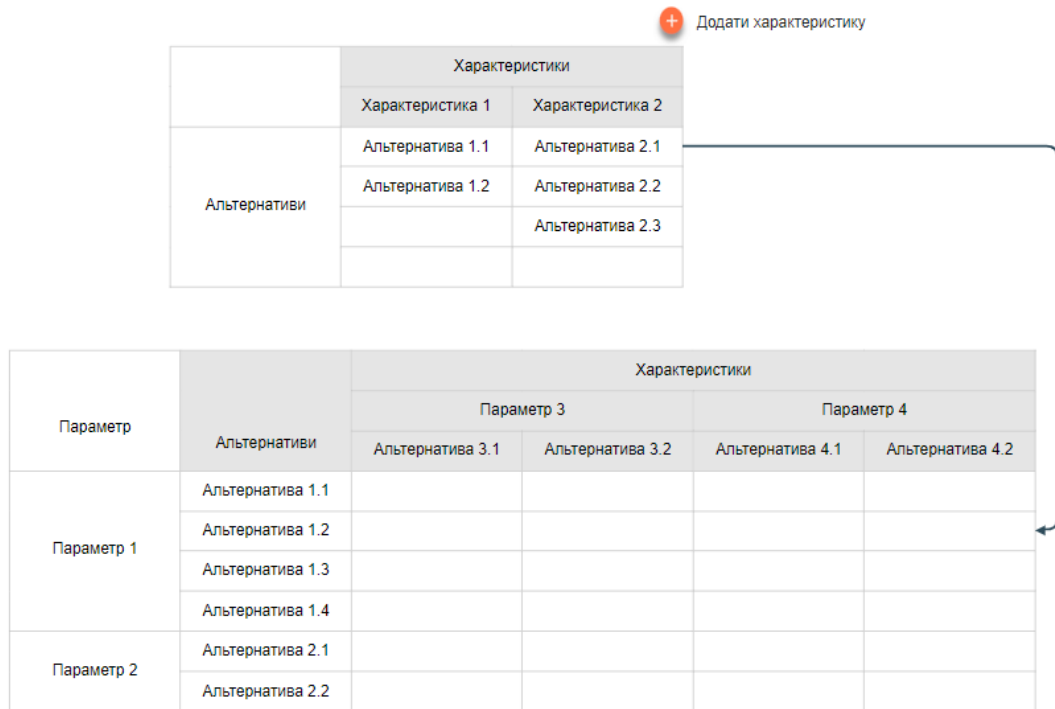 Додати характеристику
Характеристики
Характеристика 1 Характеристика 2
Альтернатива 1.1 Альтернатива 2.1
Альтернатива 1.2 Альтернатива 2.2
Альтернативи
Альтернатива 2.3
Характеристики
Параметр 3 Параметр 4
Параметр
Альтернативи
Альтернатива 3.1 Альтернатива 3.2 Альтернатива 4.1 Альтернатива 4.2
Альтернатива 1.1
Альтернатива 1.2
Параметр 1
Альтернатива 1.3
Альтернатива 1.4
Альтернатива 2.1
Параметр 2
Альтернатива 2.2